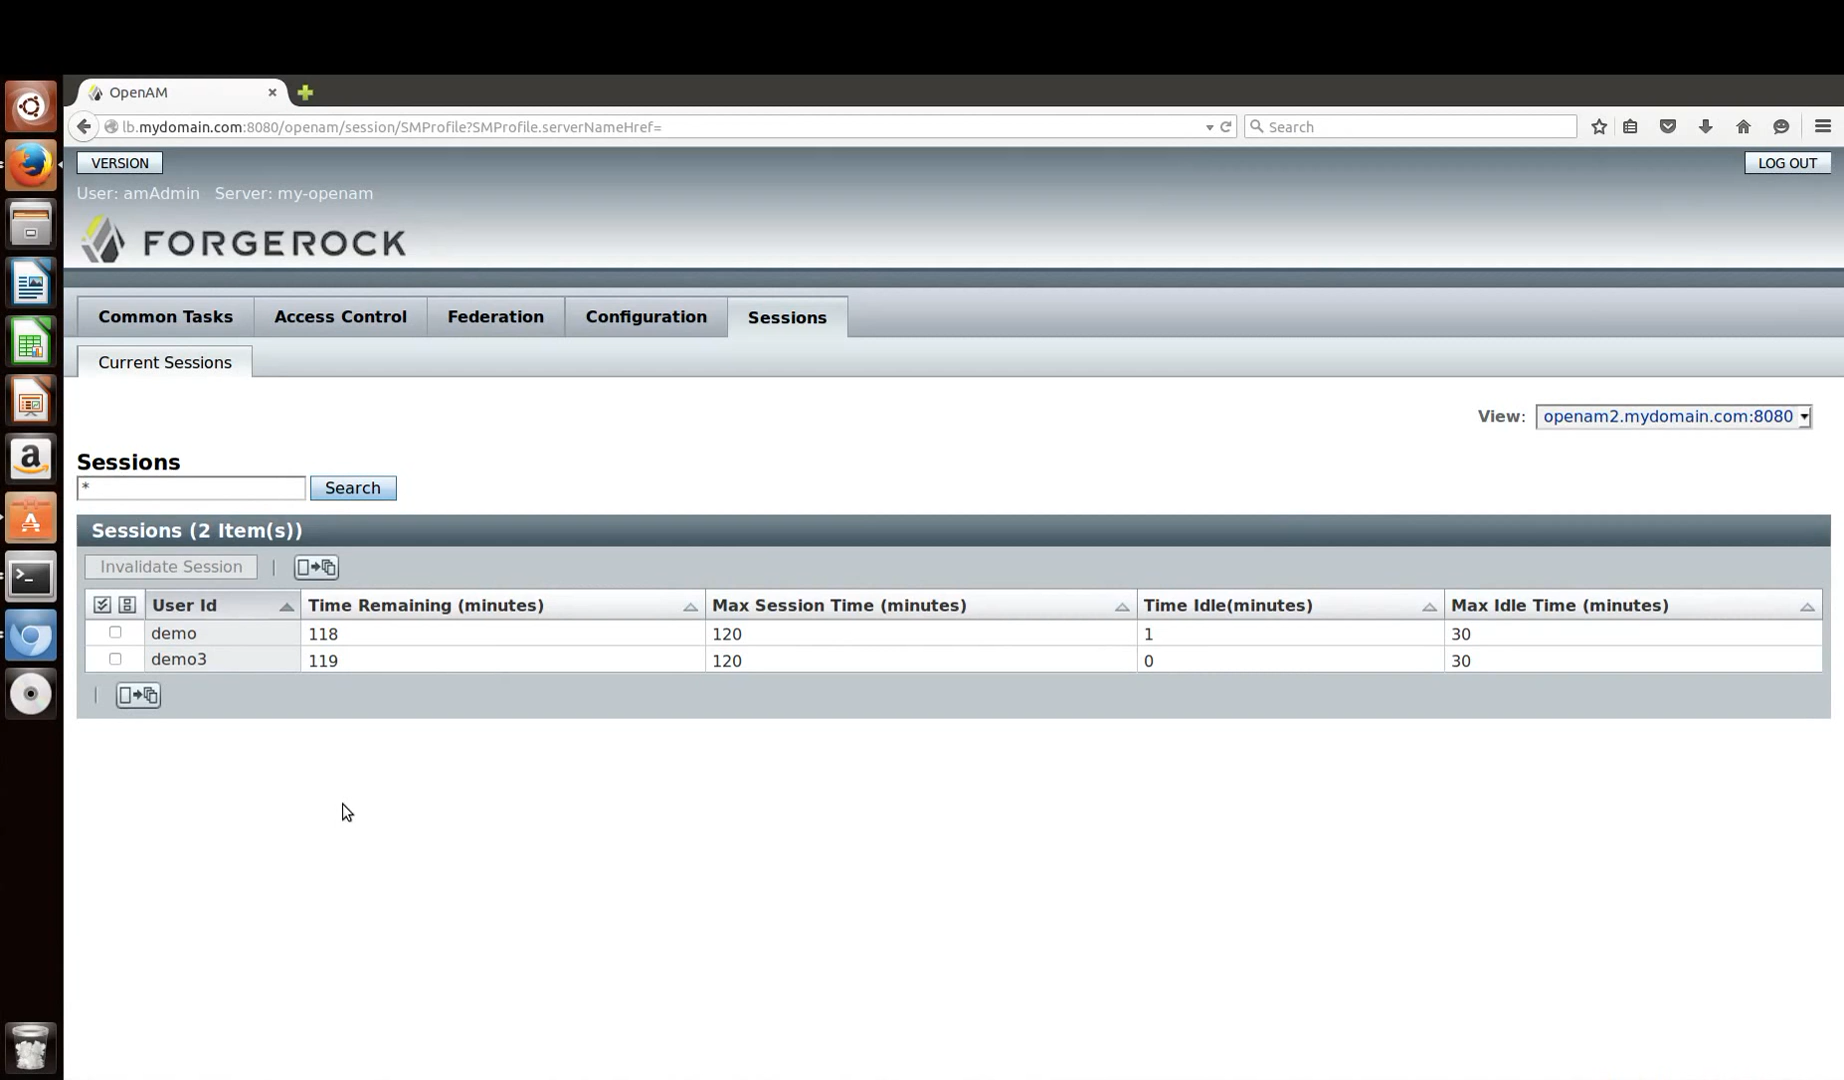 OpenAM
lb.mydomain.com:8080/openam/session/SMProfile?SMProfile.serverNameHref=
Search
VERSION
LOG OUT
User: amAdmin Server: my-openam
FORGEROCK
Common Tasks Access Control Federation Configuration Sessions
Current Sessions
View: openam2.mydomain.com:8080
Sessions
* Search
Sessions (2 Item(s))
Invalidate Session
User Id Time Remaining (minutes) Max Session Time (minutes) Time Idle(minutes) Max Idle Time (minutes)
demo 118 120 1 30
demo3 119 120 0 30